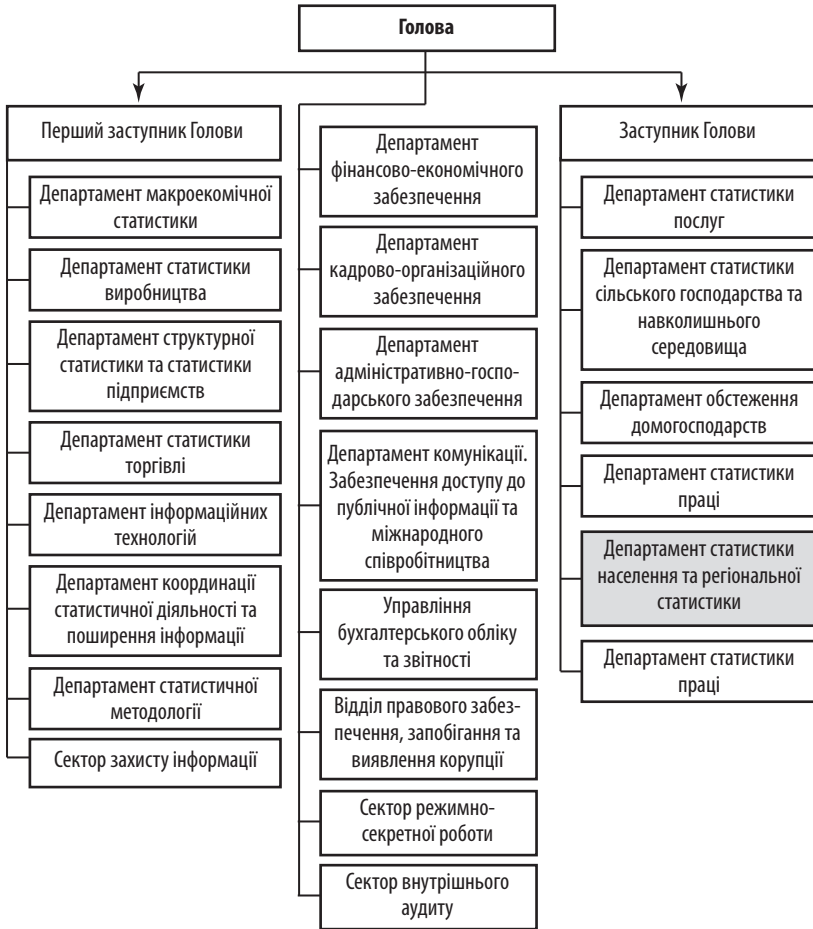 Голова
Перший заступник Голови
Департамент макроекомічної
статистики
Департамент статистики
виробництва
Департамент структурної
статистики та статистики
підприємств
Департамент статистики
торгівлі
Департамент інформаційних
технологій
Департамент координації
статистичної діяльності та
поширення інформації
Департамент статистичної
методології
Сектор захисту інформації
Департамент
фінансово-економічного
забезпечення
Департамент
кадрово-організаційного
забезпечення
Департамент
адміністративно-госпо-
дарського забезпечення
Департамент комунікації.
Забезпечення доступу до
публічної інформації та
міжнародного
співробітництва
Управління
бухгалтерського обліку
та звітності
Відділ правового забез-
печення, запобігання та
виявлення корупції
Сектор режимно-
секретної роботи
Сектор внутрішнього
аудиту
Заступник Голови
Департамент статистики
послуг
Департамент статистики
сільського господарства та
навколишнього
середовища
Департамент обстеження
домогосподарств
Департамент статистики
праці
Департамент статистики
населення та регіональної
статистики
Департамент статистики
праці